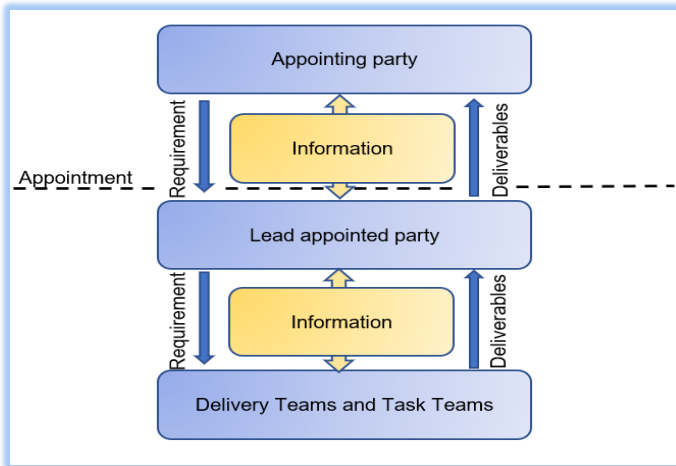 Appointing party
Requirement
Information
Deliverables
Appointment
Lead appointed party
Requirement
Information
Deliverables
Delivery Teams and Task Teams